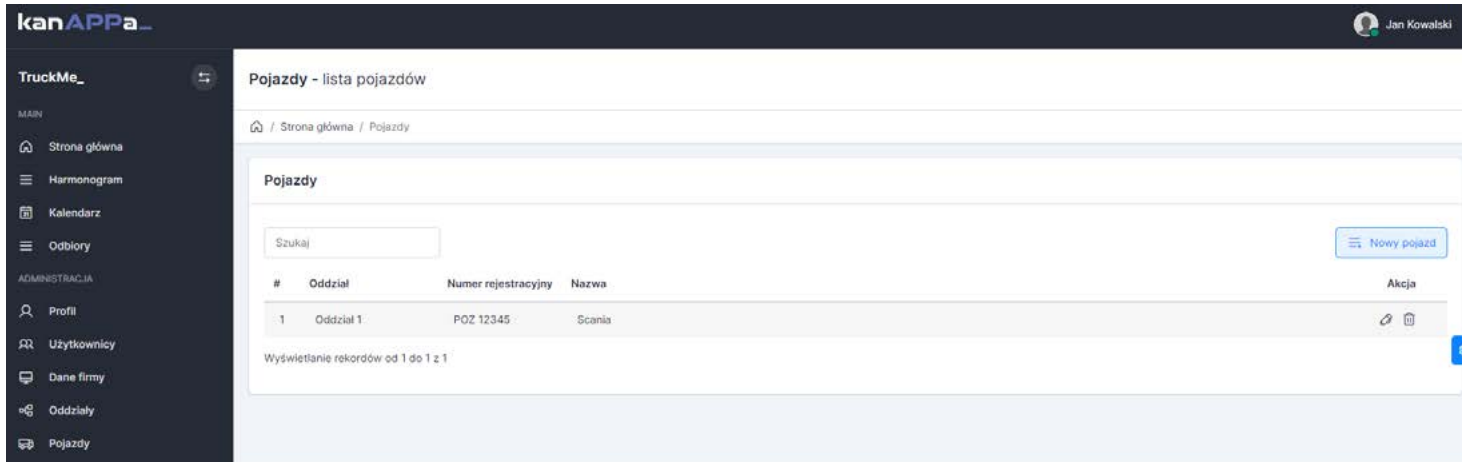 kanAPPa_
Jan Kowalski
TruckMe_
Pojazdy - lista pojazdów
MAIN
/ Strona główna / Pojazdy
Strona główna
Harmonogram
Kalendarz
Odbiory
ADMINISTRACJA
Profil
Użytkownicy
Dane firmy
Oddziały
Pojazdy
Pojazdy
Szukaj
Nowy pojazd
# Oddział Numer rejestracyjny Nazwa Akcja
1 Oddział 1 POZ 12345 Scania
Wyświetlanie rekordów od 1 do 1 z 1